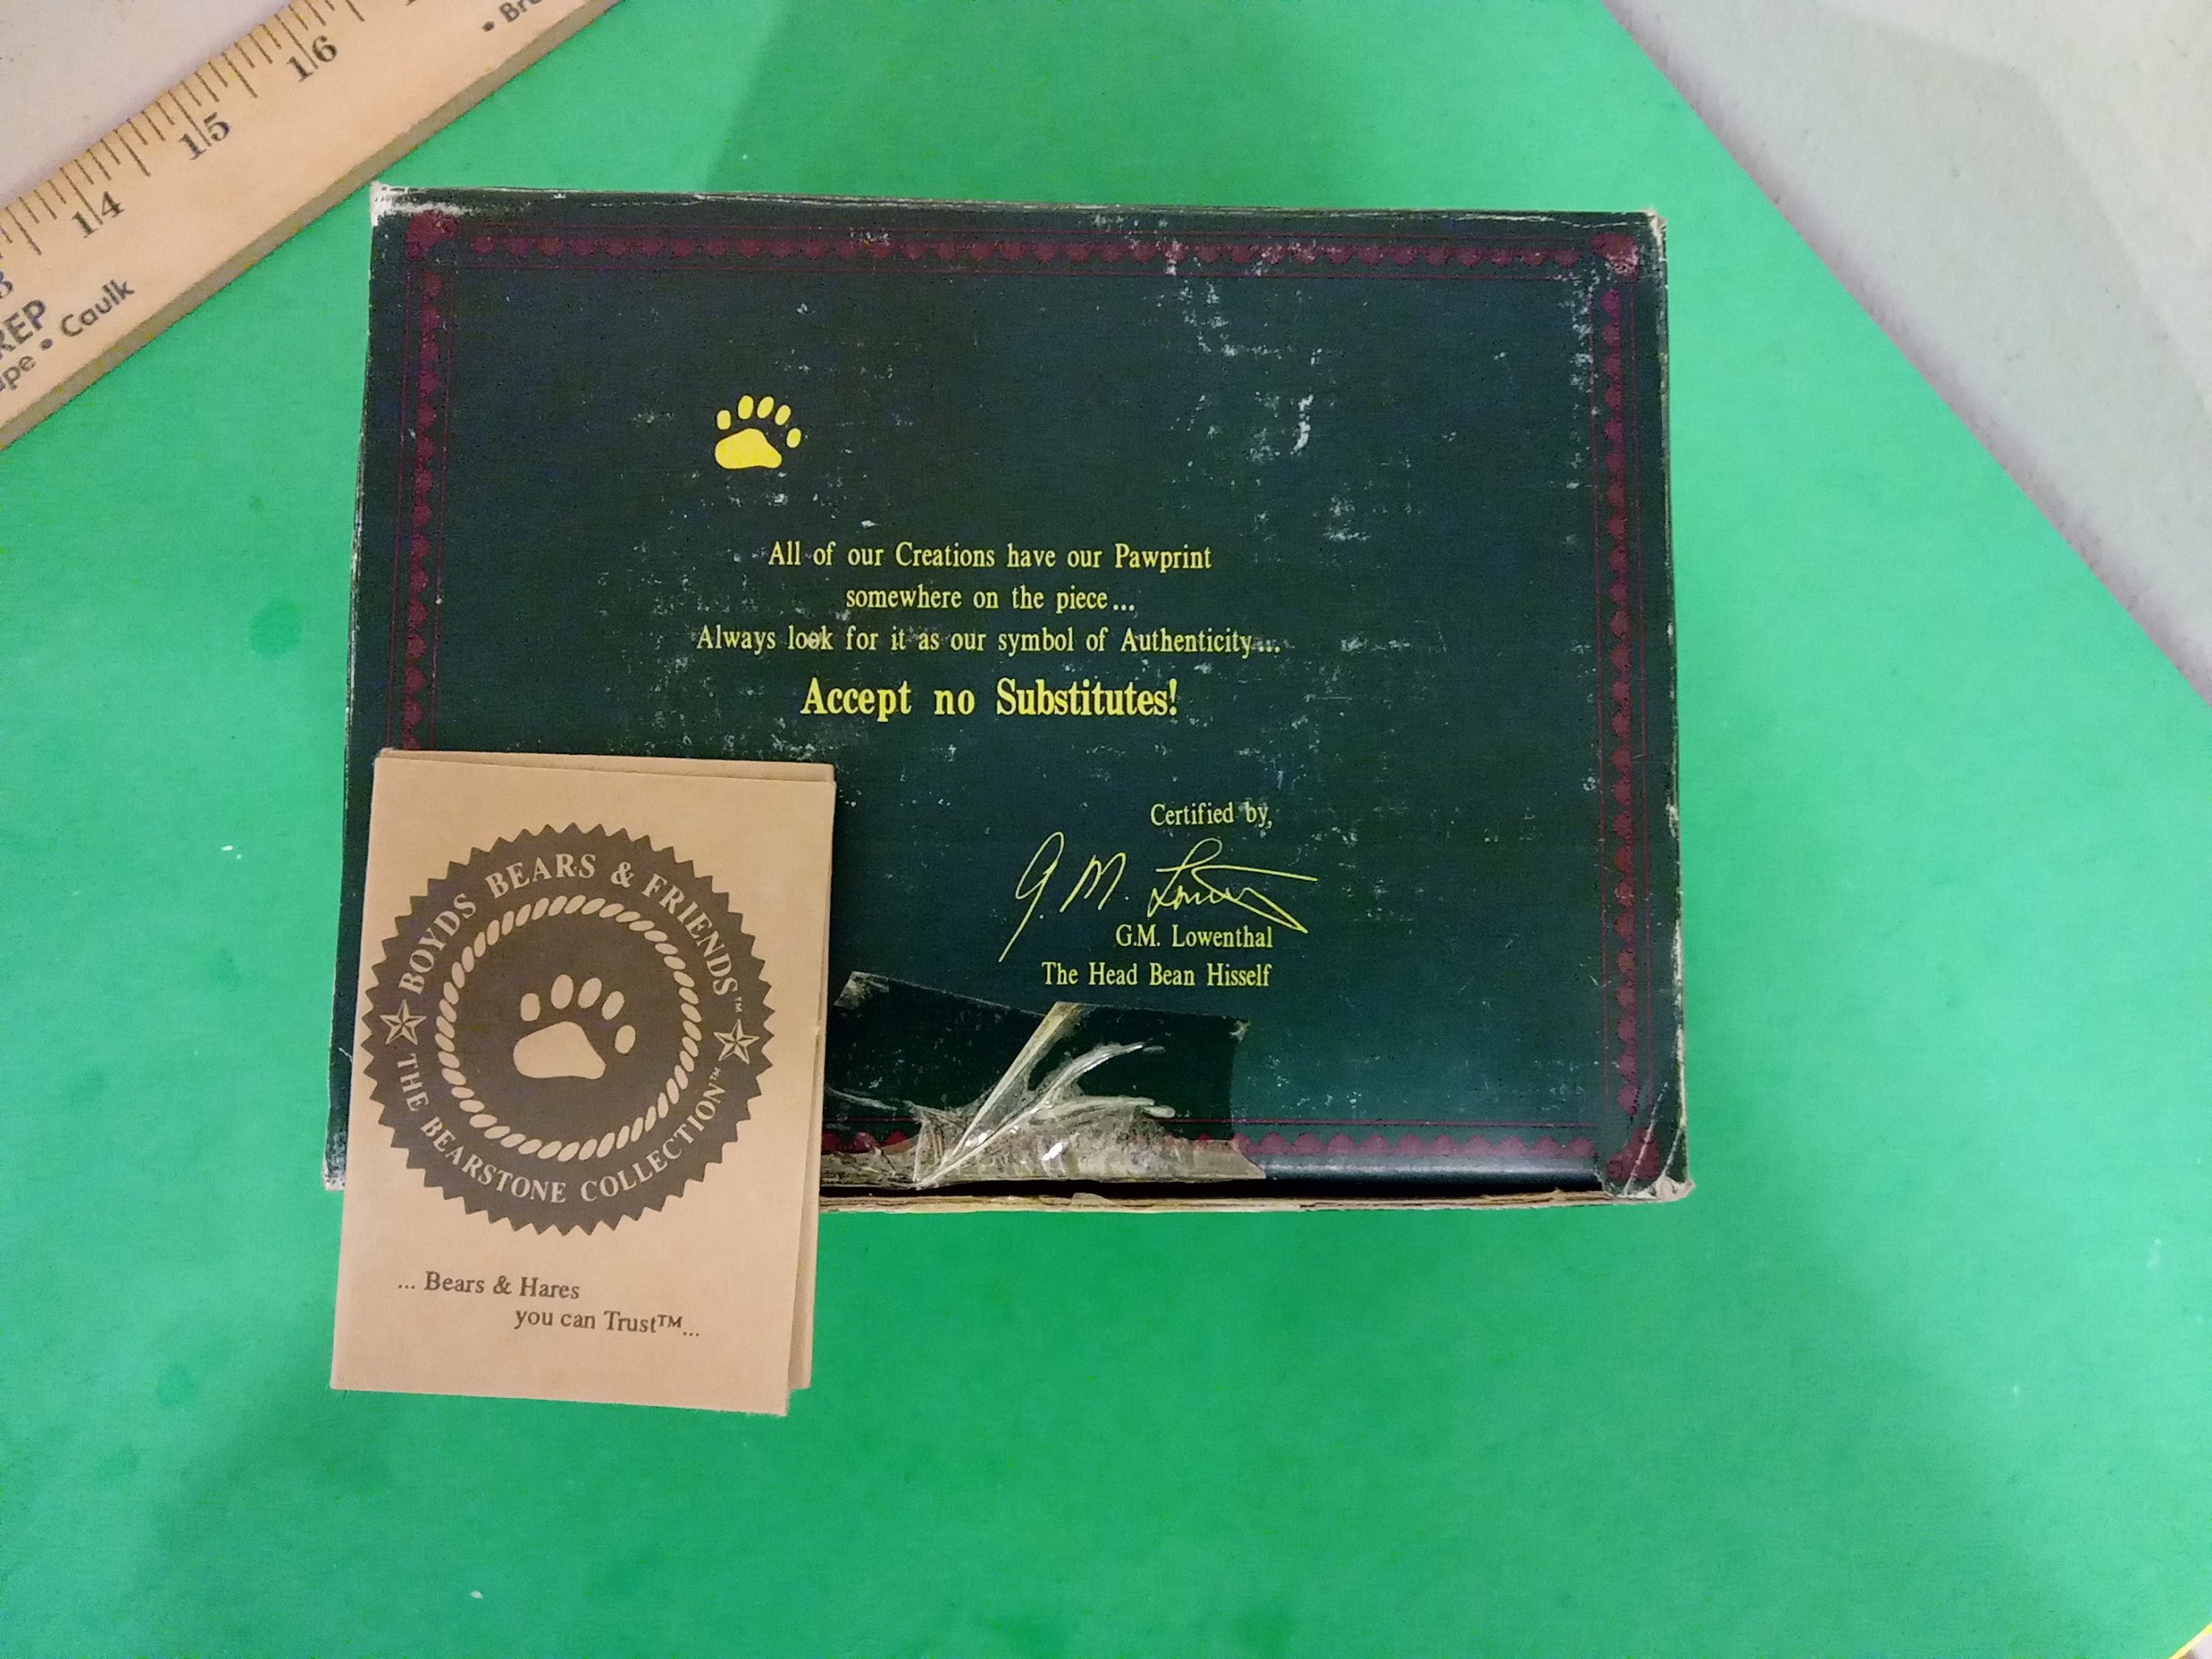 16
15
14
Caulk
All of our Creations have our Pawprint
somewhere on the piece...
Always look for it as our symbol of Authenticity...
Accept no Substitutes!
Certified by,
G.M. Lowenthal
The Head Bean Hisself
BOYDS BEARS & FRIENDS™
THE BEARSTONE COLLECTION™
... Bears & Hares
you can Trust™...